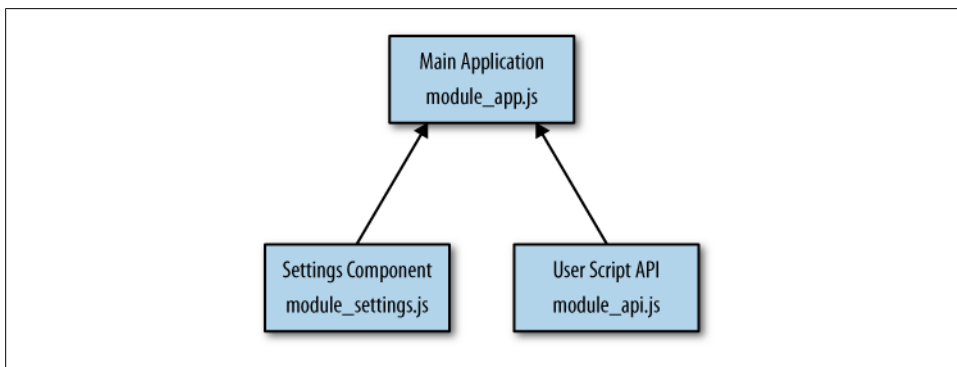 Main Application
module_app.js
Settings Component
module_settings.js
User Script API
module_api.js